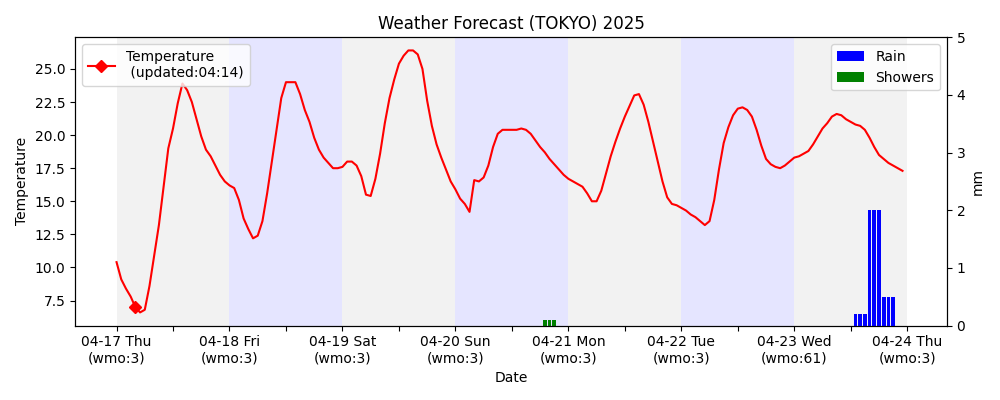 Weather Forecast (TOKYO) 2025
Temperature
(updated:04:14)
Rain
Showers
Temperature
25.0
22.5
20.0
17.5
15.0
12.5
10.0
7.5
5
4
3
2
1
0
mm
04-17 Thu
(wmo:3)
04-18 Fri
(wmo:3)
04-19 Sat
(wmo:3)
04-20 Sun
(wmo:3)
04-21 Mon
(wmo:3)
04-22 Tue
(wmo:3)
04-23 Wed
(wmo:61)
04-24 Thu
(wmo:3)
Date